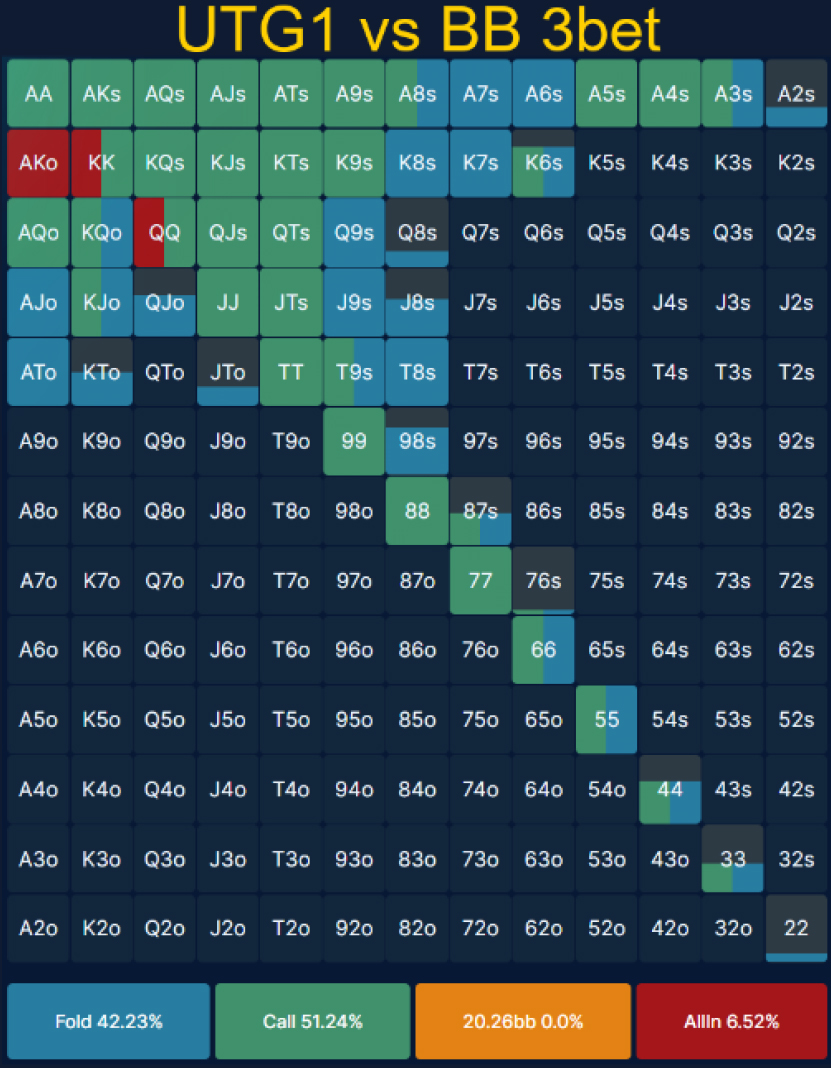 UTG1 vs BB 3bet
AA AKs AQs AJs ATs A9s A8s A7s A6s A5s A4s A3s A2s
AKo KK KQs KJs KTs K9s K8s K7s K6s K5s K4s K3s K2s
AQo KQo QQ QJs QTs Q9s Q8s Q7s Q6s Q5s Q4s Q3s Q2s
AJo KJo QJo JJ JTs J9s J8s J7s J6s J5s J4s J3s J2s
ATo KTo QTo JTo TT T9s T8s T7s T6s T5s T4s T3s T2s
A9o K9o Q9o J9o T9o 99 98s 97s 96s 95s 94s 93s 92s
A8o K8o Q8o J8o T8o 98o 88 87s 86s 85s 84s 83s 82s
A7o K7o Q7o J7o T7o 97o 87o 77 76s 75s 74s 73s 72s
A6o K6o Q6o J6o T6o 96o 86o 76o 66 65s 64s 63s 62s
A5o K5o Q5o J5o T5o 95o 85o 75o 65o 55 54s 53s 52s
A4o K4o Q4o J4o T4o 94o 84o 74o 64o 54o 44 43s 42s
A3o K3o Q3o J3o T3o 93o 83o 73o 63o 53o 43o 33 32s
A2o K2o Q2o J2o T2o 92o 82o 72o 62o 52o 42o 32o 22
Fold 42.23% Call 51.24% 20.26bb 0.0% AllIn 6.52%